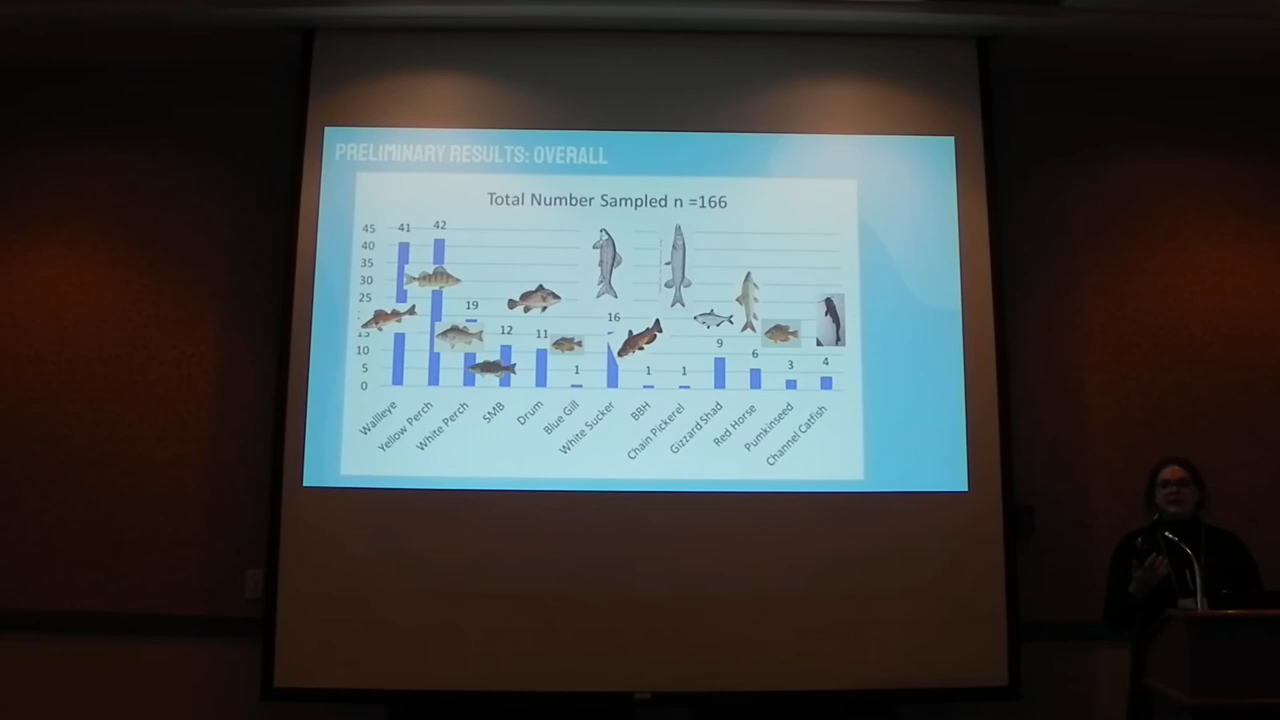 PRELIMINARY RESULTS: OVERALL
Total Number Sampled n =166
45
40
35
30
25
15
10
5
0
41
42
19
12
11
1
16
1
1
9
6
3
4
Walleye
Yellow Perch
White Perch
SMB
Drum
Blue Gill
White Sucker
BBH
Chain Pickerel
Gizzard Shad
Red Horse
Pumkinseed
Channel Catfish